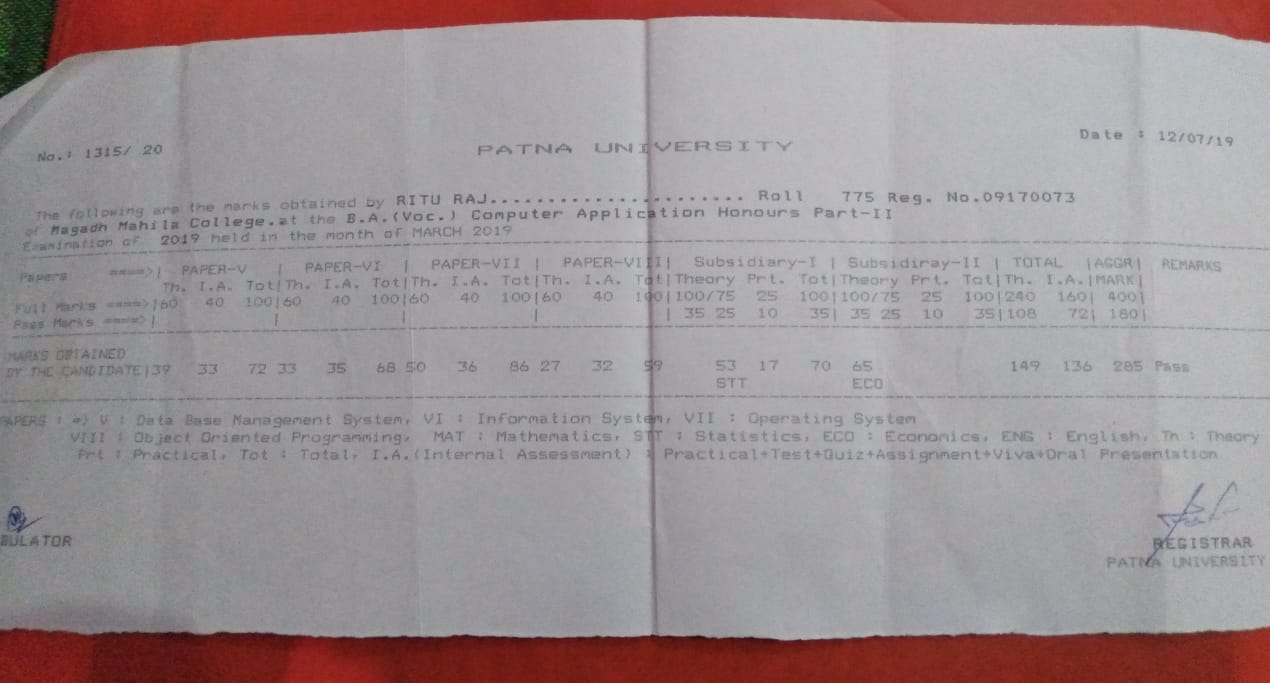 No.: 1315/ 20
PATNA UNIVERSITY
Date : 12/07/19
The following are the marks obtained by RITU RAJ...................... Roll 775 Reg. No.09170073
of Magadh Mahila College.at the B.A.(Voc.) Computer Application Honours Part-II
Examination of 2019 held in the month of MARCH 2019
Papers ====>| PAPER-V | PAPER-VI | PAPER-VII | PAPER-VIII| Subsidiary-I | Subsidiray-II | TOTAL |AGGR| REMARKS
Th. I.A. Tot|Th. I.A. Tot|Th. I.A. Tot|Th. I.A. Tot|Theory Prt. Tot|Theory Prt. Tot|Th. I.A.|MARK|
Full Marks ====>|60 40 100|60 40 100|60 40 100|60 40 100|100/75 25 100|100/75 25 100|240 160| 400|
Pass Marks ====>| | | | | 35 25 10 35| 35 25 10 35|108 72| 180|
MARKS OBTAINED
BY THE CANDIDATE|39 33 72 33 35 68 50 36 86 27 32 59 53 17 70 65 149 136 285 Pass
STT ECO
PAPERS : =) V : Data Base Management System, VI : Information System, VII : Operating System
VIII : Object Oriented Programming, MAT : Mathematics, STT : Statistics, ECO : Economics, ENG : English, Th : Theory
Prt : Practical, Tot : Total, I.A.(Internal Assessment) : Practical+Test+Quiz+Assignment+Viva+Oral Presentation
BULATOR
REGISTRAR
PATNA UNIVERSITY